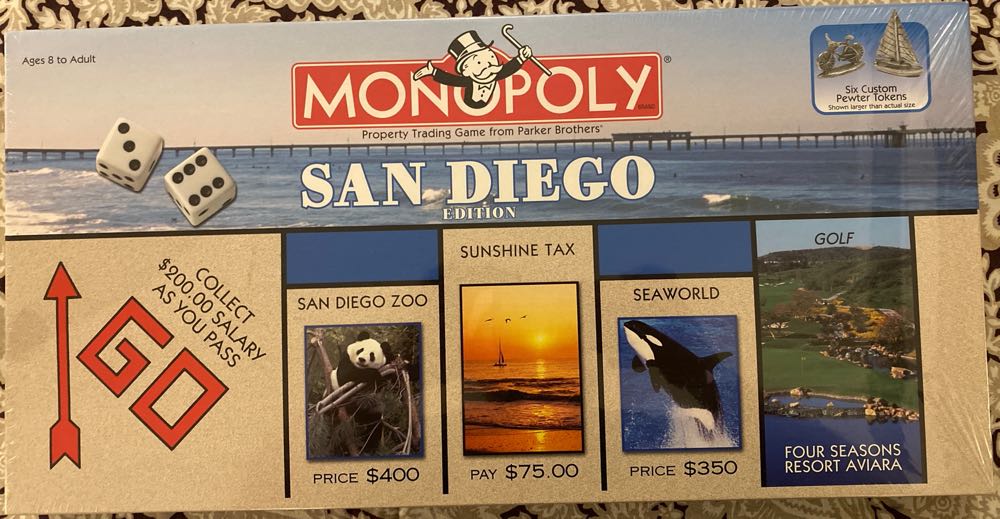 Ages 8 to Adult
MONOPOLY®
BRAND
Property Trading Game from Parker Brothers®
Six Custom
Pewter Tokens
Shown larger than actual size
SAN DIEGO
EDITION
COLLECT
$200.00 SALARY
AS YOU PASS
GO
SAN DIEGO ZOO
PRICE $400
SUNSHINE TAX
PAY $75.00
SEAWORLD
PRICE $350
GOLF
FOUR SEASONS
RESORT AVIARA